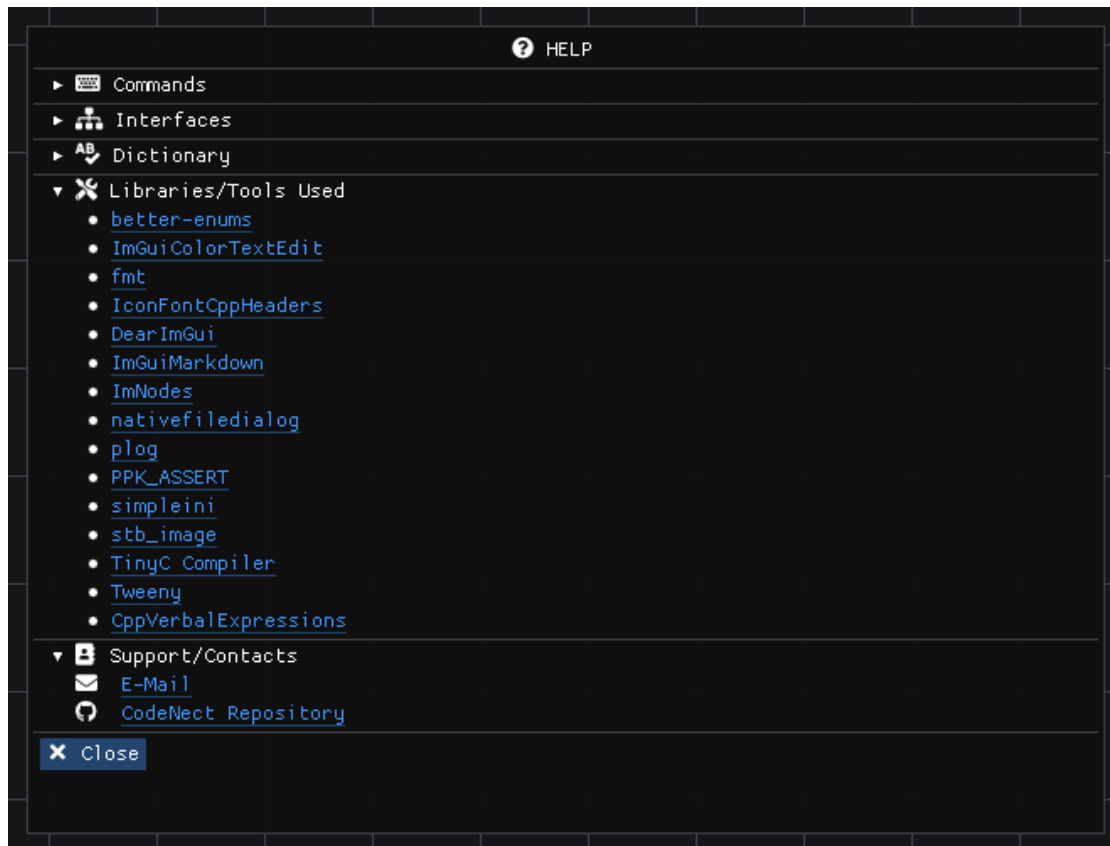 HELP
Commands
Interfaces
Dictionary
Libraries/Tools Used
better-enums
ImGuiColorTextEdit
fmt
IconFontCppHeaders
DearImGui
ImGuiMarkdown
ImNodes
nativefiledialog
plog
PPK_ASSERT
simpleini
stb_image
TinyC Compiler
Tweeny
CppVerbalExpressions
Support/Contacts
E-Mail
CodeNect Repository
Close